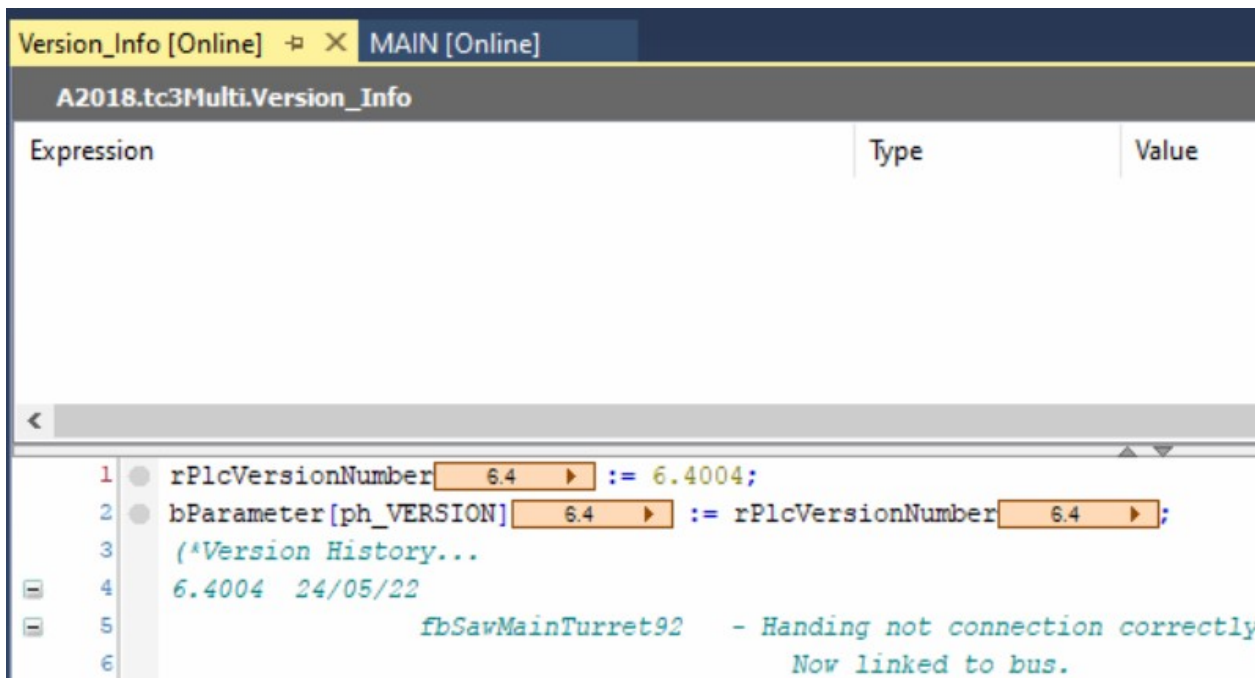 Version_Info [Online] MAIN [Online]
A2018.tc3Multi.Version_Info
Expression Type Value
1 rPlcVersionNumber 6.4 := 6.4004;
2 bParameter[ph_VERSION] 6.4 := rPlcVersionNumber 6.4 ;
3 (*Version History...
4 6.4004 24/05/22
5 fbSawMainTurret92 - Handing not connection correctly
6 Now linked to bus.